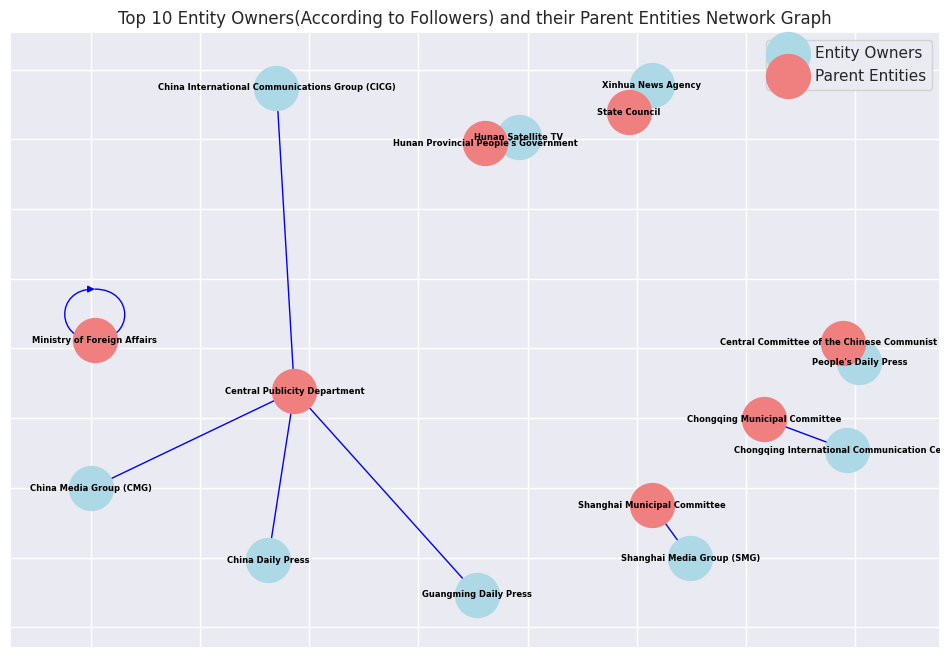 Top 10 Entity Owners(According to Followers) and their Parent Entities Network Graph
Entity Owners
Parent Entities
China International Communications Group (CICG)
Xinhua News Agency
State Council
Hunan Satellite TV
Hunan Provincial People's Government
Ministry of Foreign Affairs
Central Committee of the Chinese Communist
People's Daily Press
Central Publicity Department
Chongqing Municipal Committee
Chongqing International Communication Ce
China Media Group (CMG)
Shanghai Municipal Committee
China Daily Press
Shanghai Media Group (SMG)
Guangming Daily Press